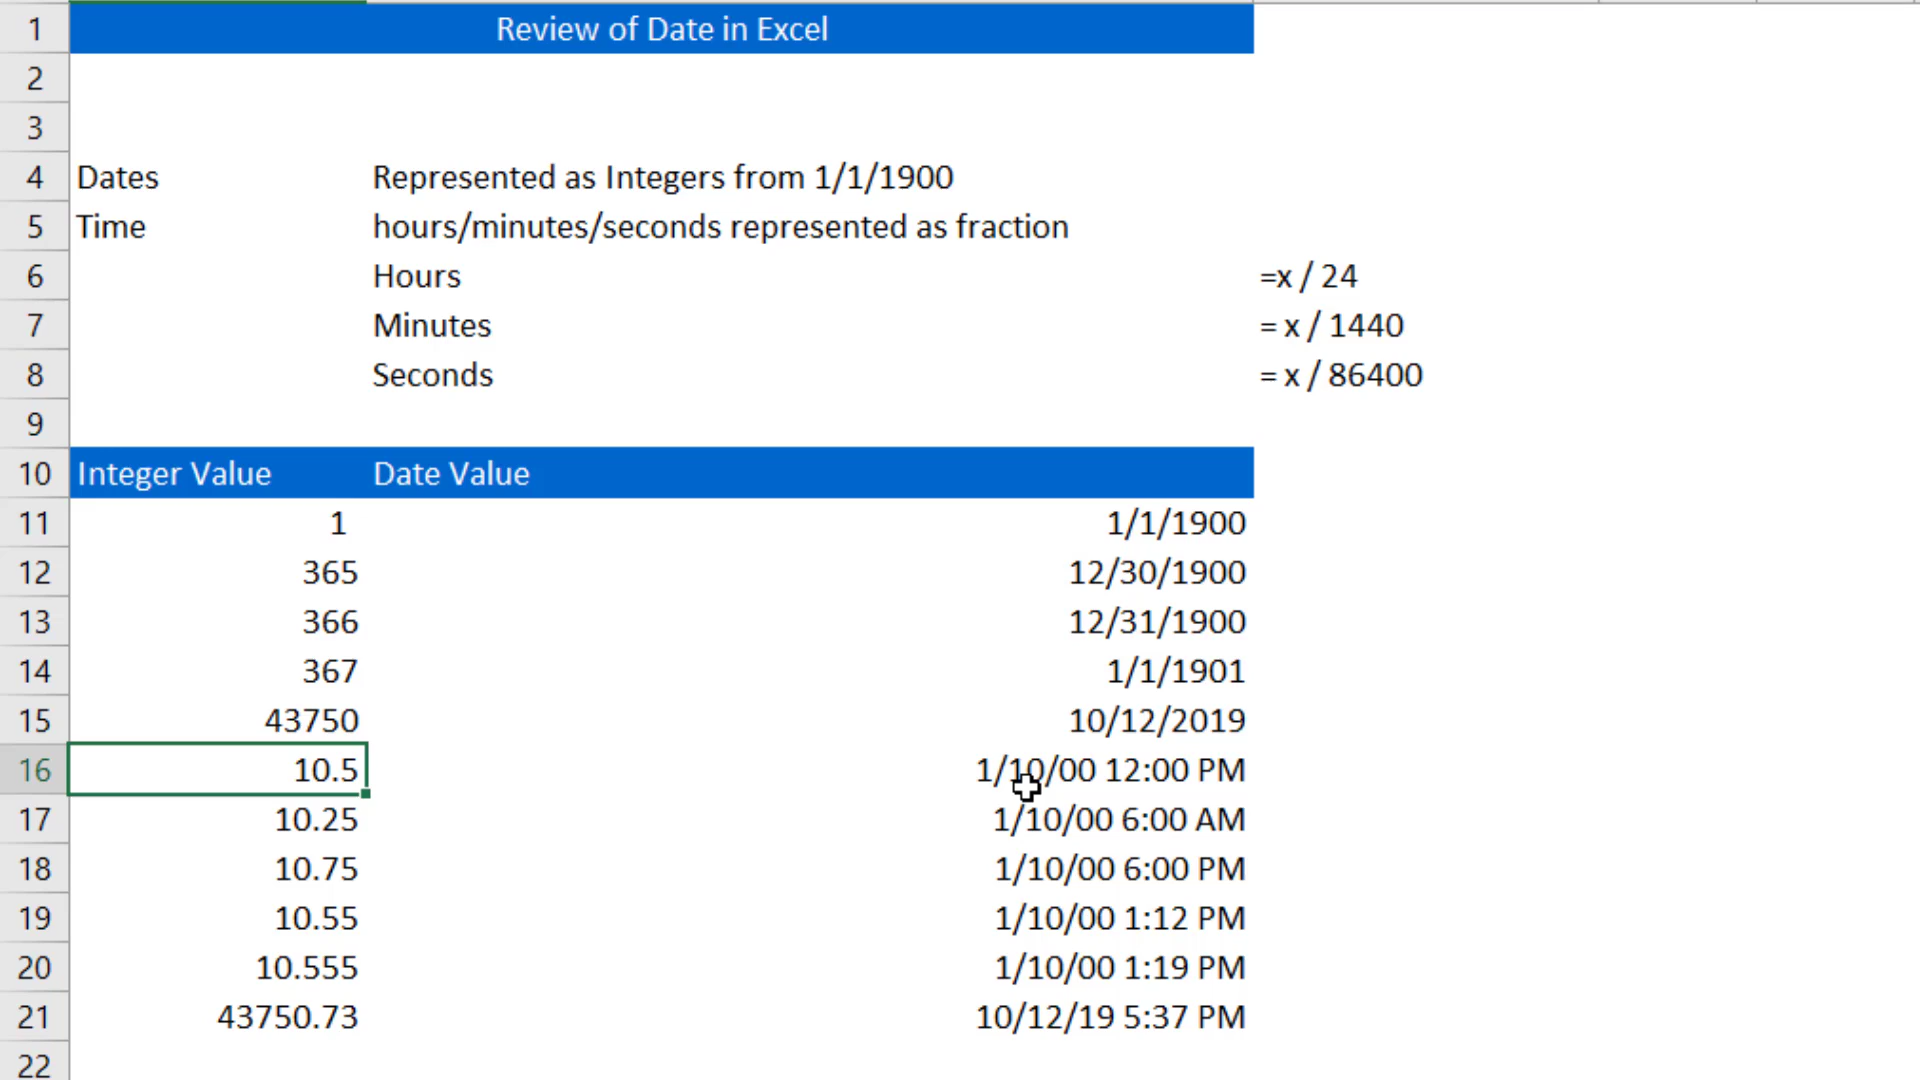 1 Review of Date in Excel
2
3
4 Dates Represented as Integers from 1/1/1900
5 Time hours/minutes/seconds represented as fraction
6 Hours =x / 24
7 Minutes = x / 1440
8 Seconds = x / 86400
9
10 Integer Value Date Value
11 1 1/1/1900
12 365 12/30/1900
13 366 12/31/1900
14 367 1/1/1901
15 43750 10/12/2019
16 10.5 1/10/00 12:00 PM
17 10.25 1/10/00 6:00 AM
18 10.75 1/10/00 6:00 PM
19 10.55 1/10/00 1:12 PM
20 10.555 1/10/00 1:19 PM
21 43750.73 10/12/19 5:37 PM
22